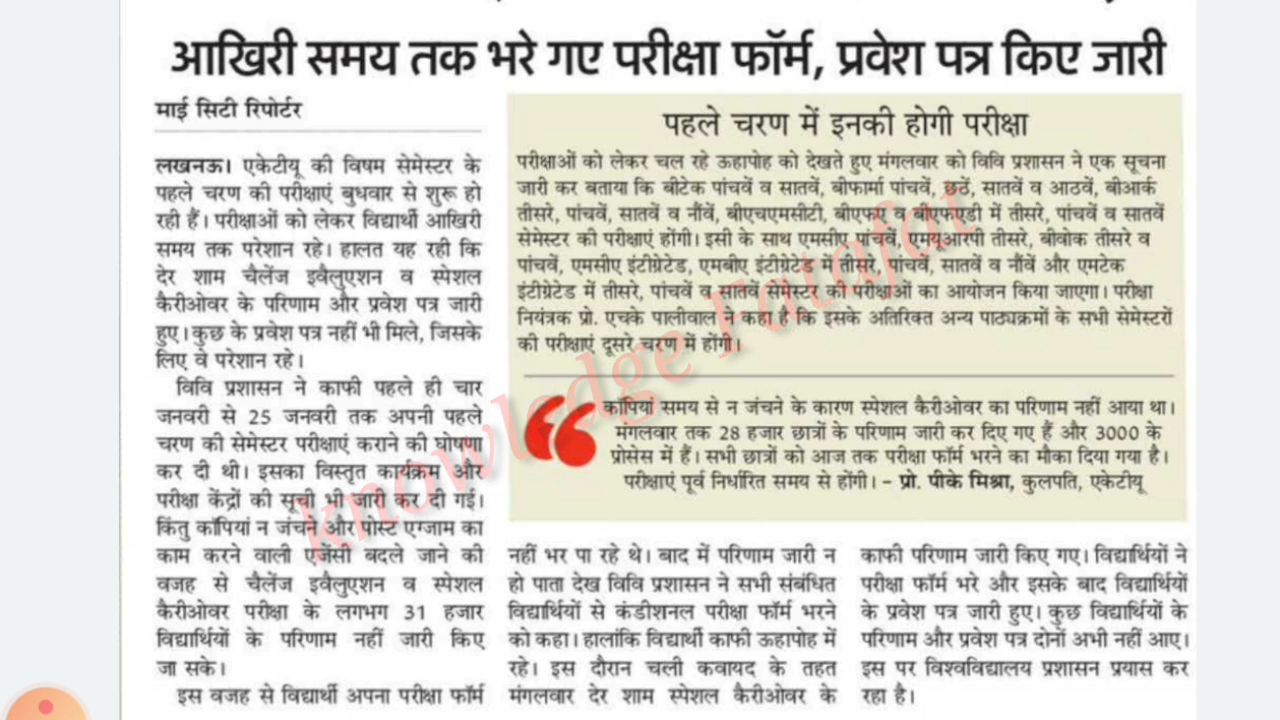 आखिरी समय तक भरे गए परीक्षा फॉर्म, प्रवेश पत्र किए जारी
माई सिटी रिपोर्टर
लखनऊ। एकेटीयू की विषम सेमेस्टर के
पहले चरण की परीक्षाएं बुधवार से शुरू हो
रही हैं। परीक्षाओं को लेकर विद्यार्थी आखिरी
समय तक परेशान रहे। हालत यह रही कि
देर शाम चैलेंज इवैलुएशन व स्पेशल
कैरीओवर के परिणाम और प्रवेश पत्र जारी
हुए। कुछ के प्रवेश पत्र नहीं भी मिले, जिसके
लिए वे परेशान रहे।
विवि प्रशासन ने काफी पहले ही चार
जनवरी से 25 जनवरी तक अपनी पहले
चरण की सेमेस्टर परीक्षाएं कराने की घोषणा
कर दी थी। इसका विस्तृत कार्यक्रम और
परीक्षा केंद्रों की सूची भी जारी कर दी गई।
किंतु कॉपियां न जंचने और पोस्ट एग्जाम का
काम करने वाली एजेंसी बदले जाने की
वजह से चैलेंज इवैलुएशन व स्पेशल
कैरीओवर परीक्षा के लगभग 31 हजार
विद्यार्थियों के परिणाम नहीं जारी किए
जा सके।
इस वजह से विद्यार्थी अपना परीक्षा फॉर्म
पहले चरण में इनकी होगी परीक्षा
परीक्षाओं को लेकर चल रहे ऊहापोह को देखते हुए मंगलवार को विवि प्रशासन ने एक सूचना
जारी कर बताया कि बीटेक पांचवें व सातवें, बीफार्मा पांचवें, छठें, सातवें व आठवें, बीआर्क
तीसरे, पांचवें, सातवें व नौंवें, बीएचएमसीटी, बीएफए व बीएफएडी में तीसरे, पांचवें व सातवें
सेमेस्टर की परीक्षाएं होंगी। इसी के साथ एमसीए पांचवें, एमयूआरपी तीसरे, बीवोक तीसरे व
पांचवें, एमसीए इंटीग्रेटेड, एमबीए इंटीग्रेटेड में तीसरे, पांचवें, सातवें व नौंवें और एमटेक
इंटीग्रेटेड में तीसरे, पांचवें व सातवें सेमेस्टर की परीक्षाओं का आयोजन किया जाएगा। परीक्षा
नियंत्रक प्रो. एचके पालीवाल ने कहा है कि इसके अतिरिक्त अन्य पाठ्यक्रमों के सभी सेमेस्टरों
की परीक्षाएं दूसरे चरण में होंगी।
कॉपियां समय से न जंचने के कारण स्पेशल कैरीओवर का परिणाम नहीं आया था।
मंगलवार तक 28 हजार छात्रों के परिणाम जारी कर दिए गए हैं और 3000 के
प्रोसेस में हैं। सभी छात्रों को आज तक परीक्षा फॉर्म भरने का मौका दिया गया है।
परीक्षाएं पूर्व निर्धारित समय से होंगी। – प्रो. पीके मिश्रा, कुलपति, एकेटीयू
नहीं भर पा रहे थे। बाद में परिणाम जारी न
हो पाता देख विवि प्रशासन ने सभी संबंधित
विद्यार्थियों से कंडीशनल परीक्षा फॉर्म भरने
को कहा। हालांकि विद्यार्थी काफी ऊहापोह में
रहे। इस दौरान चली कवायद के तहत
मंगलवार देर शाम स्पेशल कैरीओवर के
काफी परिणाम जारी किए गए। विद्यार्थियों ने
परीक्षा फॉर्म भरे और इसके बाद विद्यार्थियों
के प्रवेश पत्र जारी हुए। कुछ विद्यार्थियों के
परिणाम और प्रवेश पत्र दोनों अभी नहीं आए।
इस पर विश्वविद्यालय प्रशासन प्रयास कर
रहा है।
knowledge Fatafat